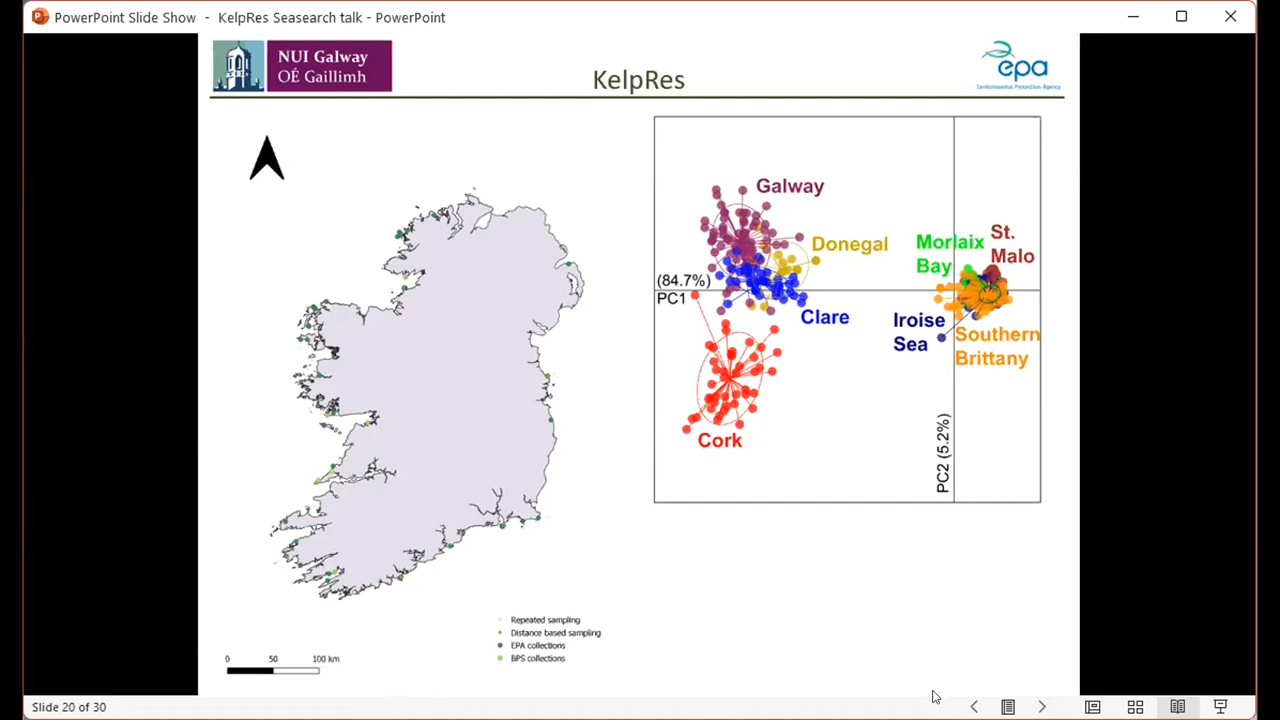 PowerPoint Slide Show - KelpRes Seasearch talk - PowerPoint
NUI Galway
OÉ Gaillimh
KelpRes
epa
Environmental Protection Agency
Galway
Donegal
Morlaix
Bay
St.
Malo
(84.7%)
PC1
Clare
Iroise
Sea
Southern
Brittany
Cork
PC2 (5.2%)
Repeated sampling
Distance based sampling
EPA collections
BPS collections
0 50 100 km
Slide 20 of 30